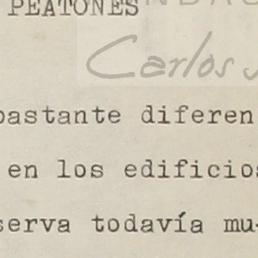 PEATONES
Carlos
bastante diferen
en los edificios
serva todavía mu-